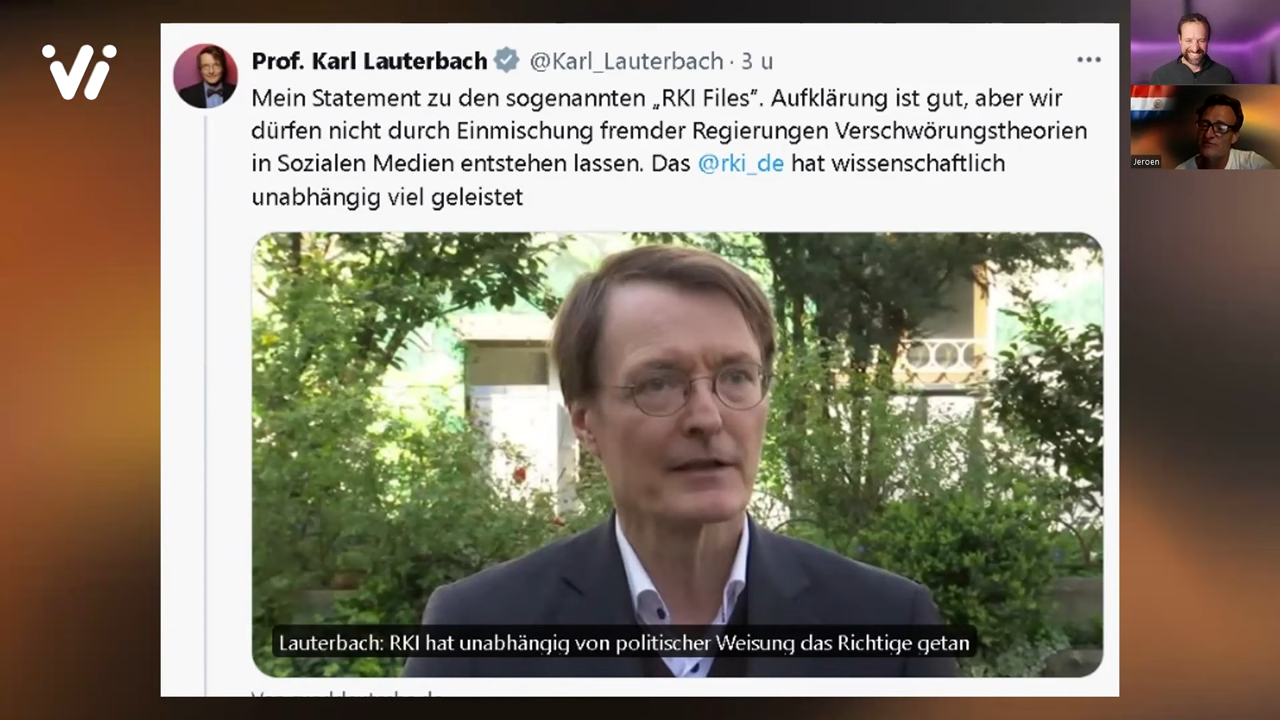 Prof. Karl Lauterbach @Karl_Lauterbach · 3 u
Mein Statement zu den sogenannten „RKI Files”. Aufklärung ist gut, aber wir
dürfen nicht durch Einmischung fremder Regierungen Verschwörungstheorien
in Sozialen Medien entstehen lassen. Das @rki_de hat wissenschaftlich
unabhängig viel geleistet
Lauterbach: RKI hat unabhängig von politischer Weisung das Richtige getan
Jeroen